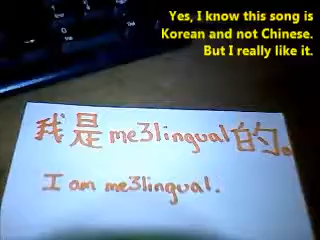 Yes, I know this song is
Korean and not Chinese.
But I really like it.
我是me3lingual的。
I am me3lingual.